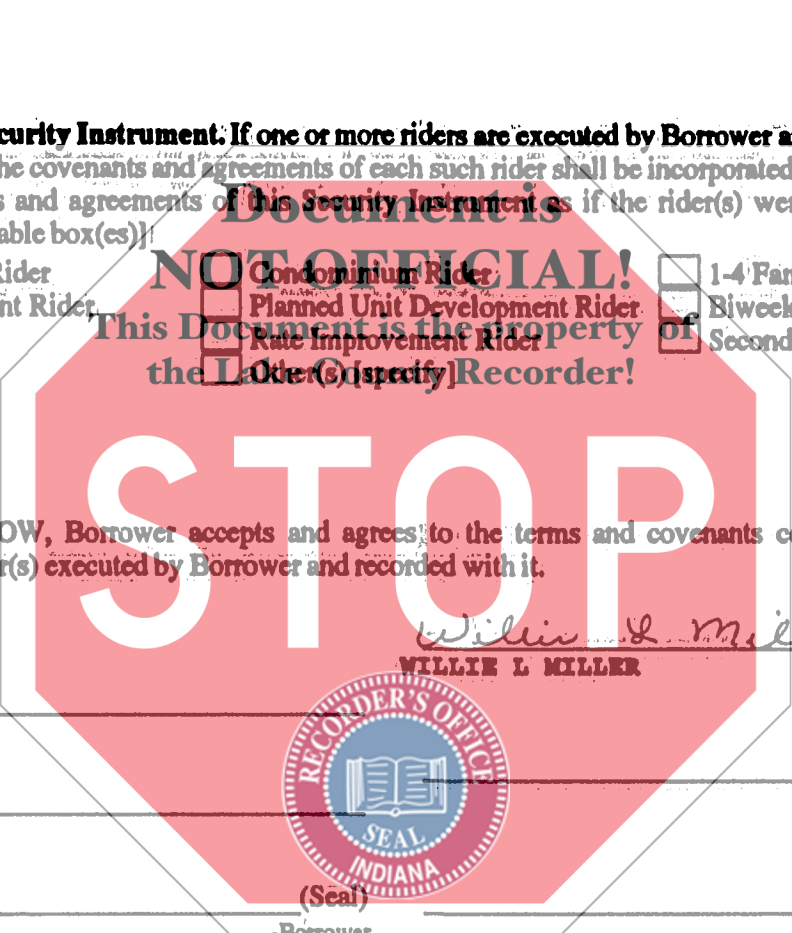 curity Instrument. If one or more riders are executed by Borrower a
he covenants and agreements of each such rider shall be incorporated
s and agreements of this Security Instrument as if the rider(s) wer
Document is
able box(es)]
NOT OFFICIAL!
Rider Condominium Rider 1-4 Fam
nt Rider Planned Unit Development Rider Biweek
This Document is the property of
Rate Improvement Rider Second
the Lake County Recorder!
Other(s) [specify]
STOP
OW, Borrower accepts and agrees to the terms and covenants c
r(s) executed by Borrower and recorded with it.
Willie L Mil
WILLIE L MILLER
RECORDER'S OFFICE
SEAL
INDIANA
(Seal)
-Borrower